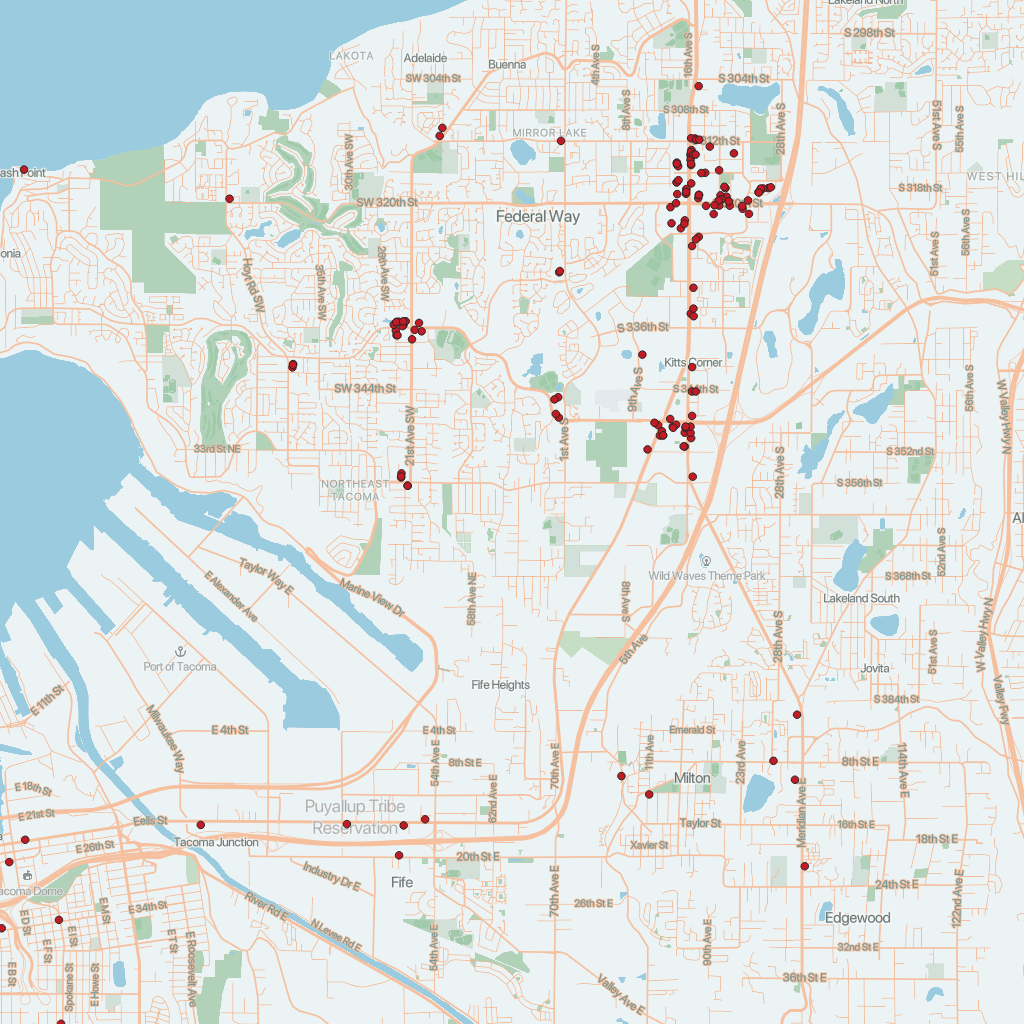 Lakeland North
S 298th St
LAKOTA
Adelaide
Buenna
4th Ave S
16th Ave S
SW 304th St
S 304th St
8th Ave S
S 308th St
28th Ave S
51st Ave S
55th Ave S
MIRROR LAKE
312th St
30th Ave SW
ash Point
WEST HIL
S 318th St
SW 320th St
Federal Way
56th Ave S
51st Ave S
onia
Hoyt Rd SW
35th Ave SW
28th Ave SW
S 336th St
Kitts Corner
SW 344th St
S 344th St
9th Ave S
56th Ave S
W Valley Hwy N
21st Ave SW
1st Ave S
33rd St NE
S 352nd St
28th Ave S
NORTHEAST
TACOMA
S 356th St
Al
52nd Ave S
Taylor Way E
E Alexander Ave
Marine View Dr
58th Ave NE
8th Ave S
Wild Waves Theme Park
S 368th St
Lakeland South
W Valley Hwy N
28th Ave S
5th Ave
51st Ave S
Port of Tacoma
Jovita
E 11th St
Fife Heights
S 384th St
Valley Fwy
Milwaukee Way
E 4th St
E 4th St
Emerald St
54th Ave E
8th St E
70th Ave E
11th Ave
23rd Ave
8th St E
114th Ave E
62nd Ave E
Milton
E 18th St
Meridian Ave E
Puyallup Tribe
Reservation
E 21st St
Eells St
Taylor St
16th St E
18th St E
Tacoma Junction
E 26th St
Xavier St
20th St E
acoma Dome
Industry Dr E
Fife
70th Ave E
24th St E
122nd Ave E
26th St E
River Rd E
E 34th St
E D St
E M St
E I St
E F St
E T St
E Roosevelt Ave
N Levee Rd E
54th Ave E
90th Ave E
Edgewood
32nd St E
E B St
Spokane St
E Howe St
Valley Ave E
36th St E